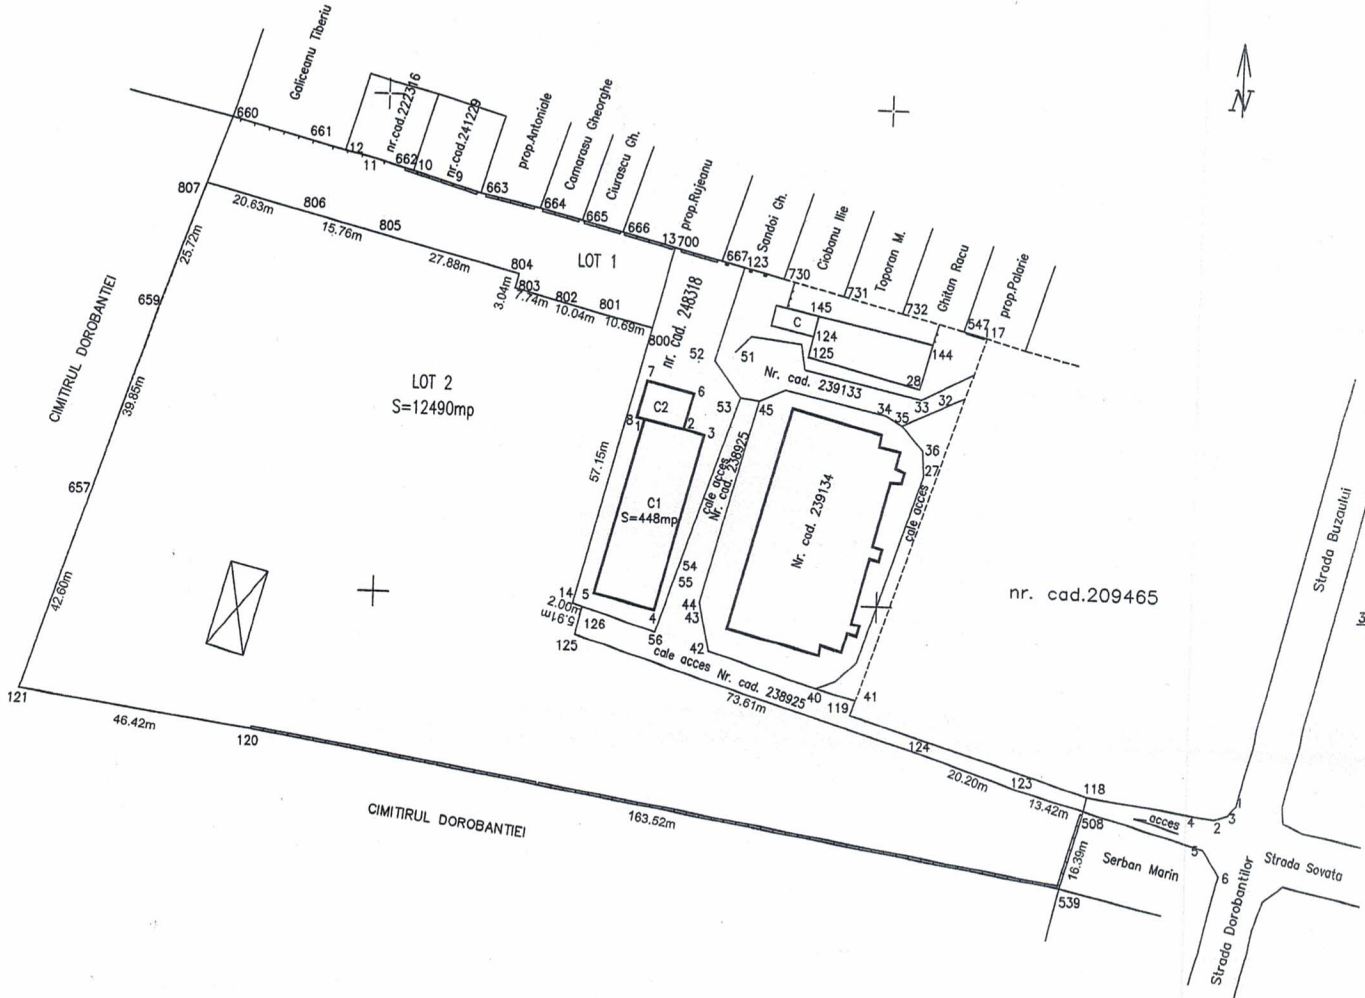 Galiceanu Tiberiu
nr.cad.222316
nr.cad.241229
prop.Antoniale
Camarasu Gheorghe
Ciurascu Gh.
prop.Rujeanu
Sandoi Gh.
Ciobanu Ilie
Toporan M.
Ghitan Racu
prop.Palarie
N
660
661
12
11
662
10
9
663
664
665
666
13
700
667
123
730
731
732
547
17
807
20.63m
806
15.76m
805
27.88m
804
3.04m
803
7.74m
802
10.04m
801
10.69m
800
LOT 1
nr. cad. 248318
25.72m
659
CIMITIRUL DOROBANTIEI
39.85m
657
42.60m
121
LOT 2
S=12490mp
145
C
124
125
144
28
52
51
Nr. cad. 239133
53
45
34
35
33
32
36
27
7
6
C2
8
1
2
3
57.15m
C1
S=448mp
cale acces
Nr. cad. 238925
Nr. cad. 239134
cale acces
nr. cad.209465
Strada Buzaului
14
5
2.00m
5.91m
126
125
4
56
54
55
44
43
42
cale acces Nr. cad. 238925
73.61m
40
41
119
124
20.20m
123
13.42m
118
508
acces
4
2
3
1
5
6
16.39m
Serban Marin
539
Strada Sovata
Strada Dorobantilor
46.42m
120
CIMITIRUL DOROBANTIEI
163.52m